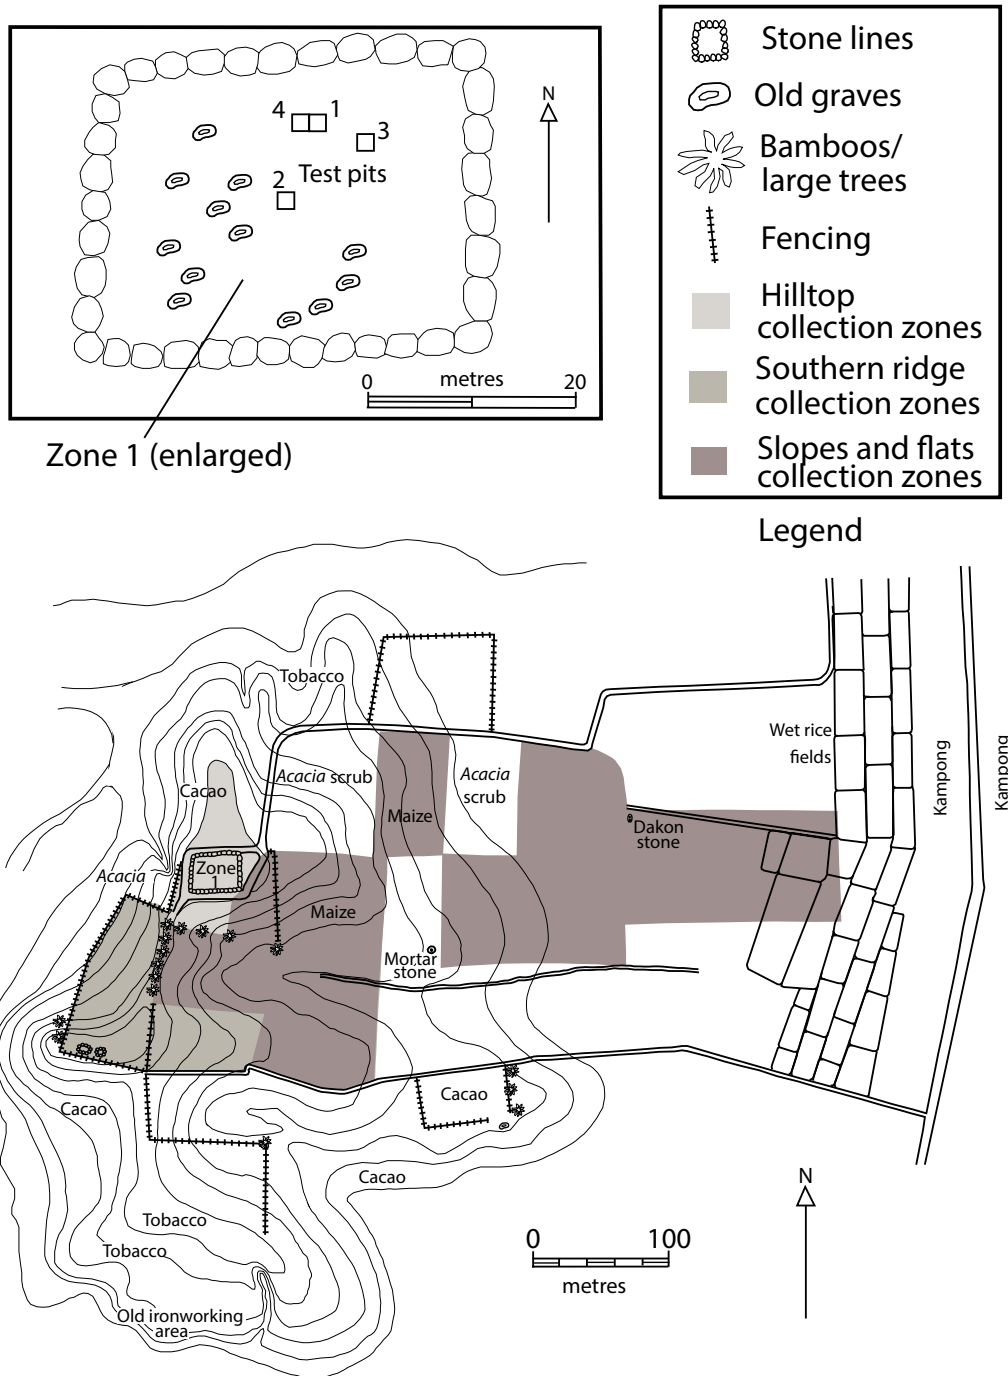 N
4
1
3
Test pits
2
0
metres
20
Zone 1 (enlarged)
Stone lines
Old graves
Bamboos/
large trees
Fencing
Hilltop
collection zones
Southern ridge
collection zones
Slopes and flats
collection zones
Legend
Tobacco
Wet rice
fields
Kampong
Kampong
Acacia scrub
Acacia
scrub
Cacao
Maize
Dakon
stone
Zone
1
Acacia
Maize
Mortar
stone
Cacao
Cacao
Cacao
N
Tobacco
Tobacco
0
100
metres
Old ironworking
area